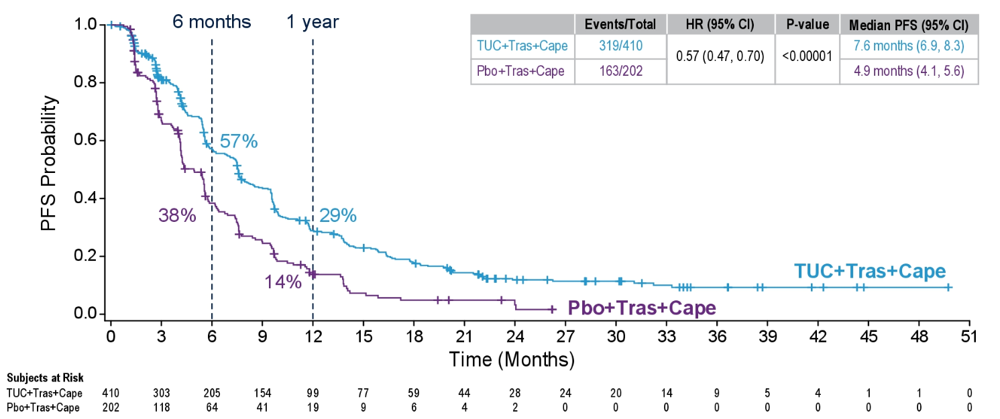 6 months 1 year
Events/Total HR (95% CI) P-value Median PFS (95% CI)
TUC+Tras+Cape 319/410 0.57 (0.47, 0.70) <0.00001 7.6 months (6.9, 8.3)
Pbo+Tras+Cape 163/202 4.9 months (4.1, 5.6)
PFS Probability
1.0
0.8
0.6
0.4
0.2
0.0
57%
38%
29%
14%
TUC+Tras+Cape
Pbo+Tras+Cape
0 3 6 9 12 15 18 21 24 27 30 33 36 39 42 45 48 51
Time (Months)
Subjects at Risk
TUC+Tras+Cape 410 303 205 154 99 77 59 44 28 24 20 14 9 5 4 1 1 0
Pbo+Tras+Cape 202 118 64 41 19 9 6 4 2 0 0 0 0 0 0 0 0 0